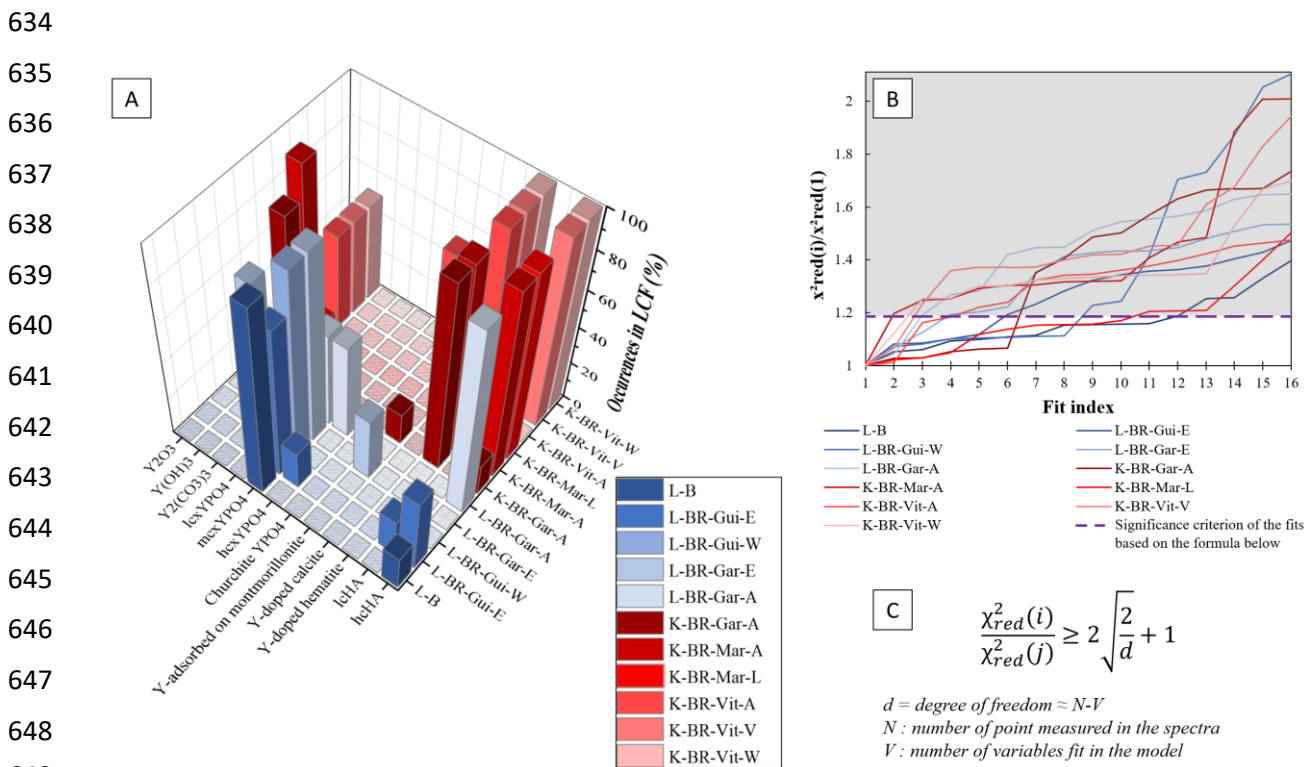 634
635
636
637
638
639
640
641
642
643
644
645
646
647
648
A
100
80
60
40
20
0
Occurences in LCF (%)
Y2O3
Y(OH)3
Y2(CO3)3
lcxYPO4
mcxYPO4
hcxYPO4
Churchite YPO4
Y-adsorbed on montmorillonite
Y-doped calcite
Y-doped hematite
lcHA
hcHA
K-BR-Vit-W
K-BR-Vit-V
K-BR-Vit-A
K-BR-Mar-L
K-BR-Mar-A
K-BR-Gar-A
L-BR-Gar-A
L-BR-Gar-E
L-BR-Gui-W
L-BR-Gui-E
L-B
L-B
L-BR-Gui-E
L-BR-Gui-W
L-BR-Gar-E
L-BR-Gar-A
K-BR-Gar-A
K-BR-Mar-A
K-BR-Mar-L
K-BR-Vit-A
K-BR-Vit-V
K-BR-Vit-W
B
x²red(i)/x²red(1)
2
1.8
1.6
1.4
1.2
1
1 2 3 4 5 6 7 8 9 10 11 12 13 14 15 16
Fit index
L-B
L-BR-Gui-E
L-BR-Gui-W
L-BR-Gar-E
L-BR-Gar-A
K-BR-Gar-A
K-BR-Mar-A
K-BR-Mar-L
K-BR-Vit-A
K-BR-Vit-V
K-BR-Vit-W
Significance criterion of the fits
based on the formula below
C
χ²red(i)/χ²red(j) ≥ 2√(2/d) + 1
d = degree of freedom ≈ N-V
N : number of point measured in the spectra
V : number of variables fit in the model